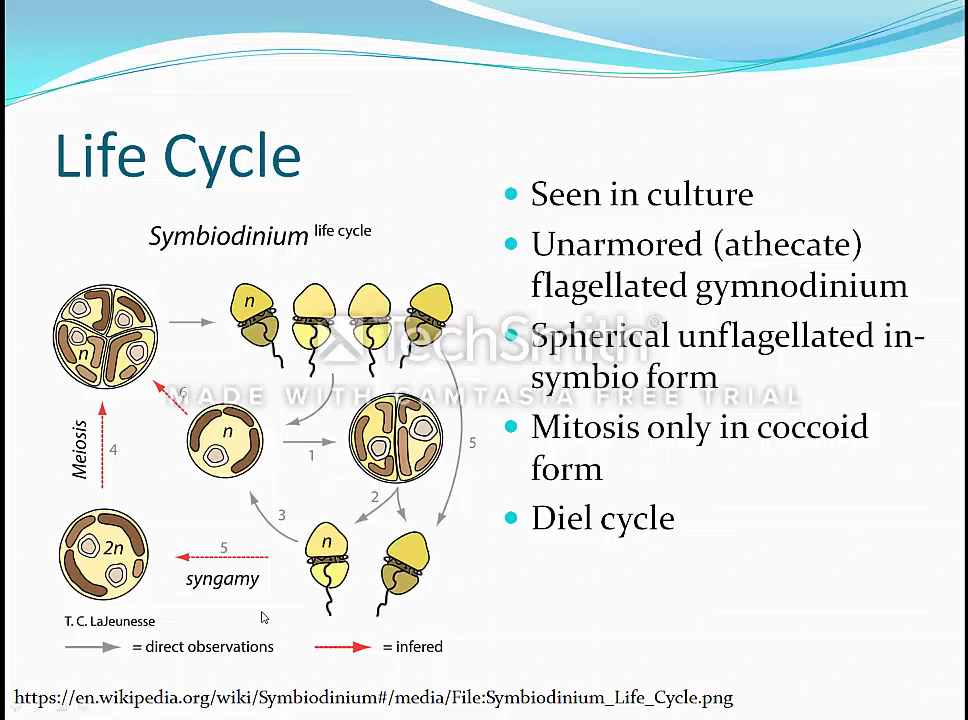 Life Cycle
Symbiodinium life cycle
n
n
6
n
Meiosis
4
1
5
2
3
n
2n
5
syngamy
T. C. LaJeunesse
= direct observations
= infered
• Seen in culture
• Unarmored (athecate)
flagellated gymnodinium
• Spherical unflagellated in-
symbio form
• Mitosis only in coccoid
form
• Diel cycle
TechSmith®
MADE WITH CAMTASIA FREE TRIAL
https://en.wikipedia.org/wiki/Symbiodinium#/media/File:Symbiodinium_Life_Cycle.png